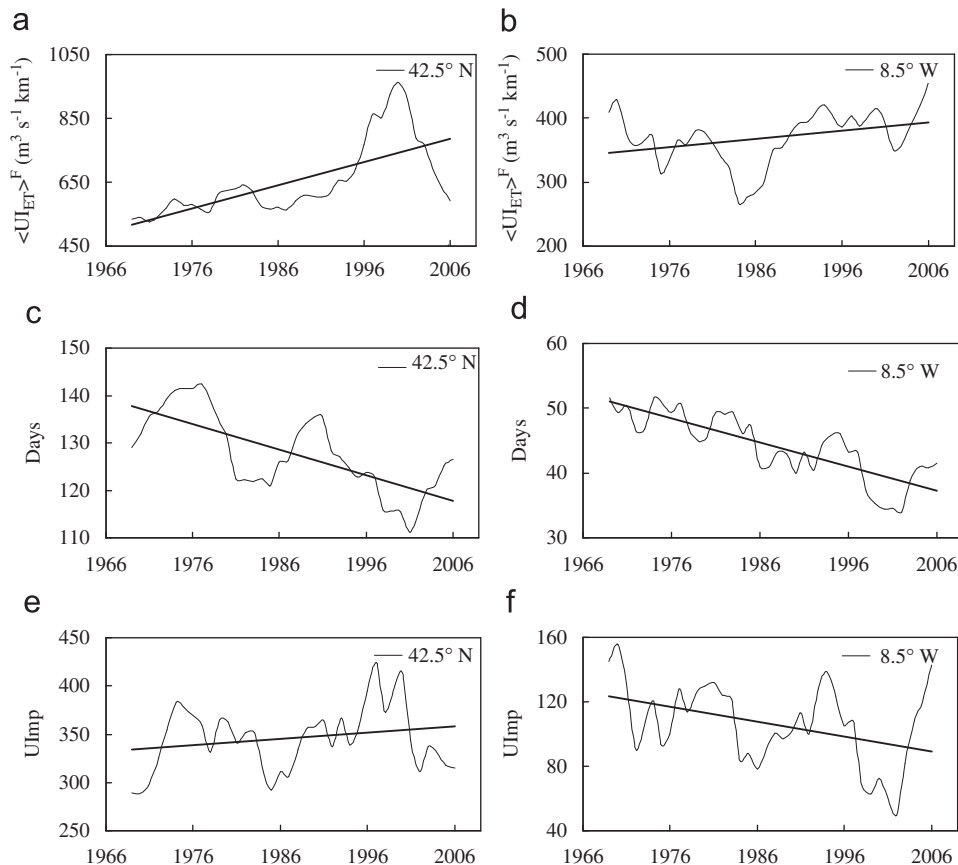 a
<UI_ET>^F (m³ s⁻¹ km⁻¹)
1050
850
650
450
42.5° N
1966 1976 1986 1996 2006
b
<UI_ET>^F (m³ s⁻¹ km⁻¹)
500
400
300
200
8.5° W
1966 1976 1986 1996 2006
c
Days
150
140
130
120
110
42.5° N
1966 1976 1986 1996 2006
d
Days
60
50
40
30
8.5° W
1966 1976 1986 1996 2006
e
UImp
450
400
350
300
250
42.5° N
1966 1976 1986 1996 2006
f
UImp
160
120
80
40
8.5° W
1966 1976 1986 1996 2006